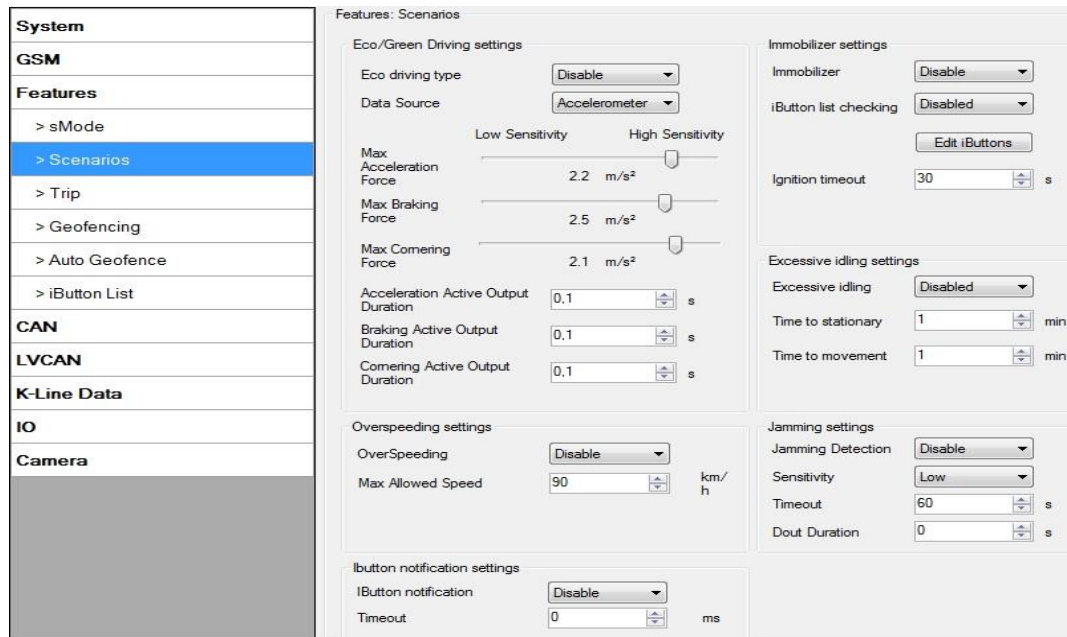 System
GSM
Features
> sMode
> Scenarios
> Trip
> Geofencing
> Auto Geofence
> iButton List
CAN
LVCAN
K-Line Data
IO
Camera
Features: Scenarios
Eco/Green Driving settings
Eco driving type Disable
Data Source Accelerometer
Low Sensitivity High Sensitivity
Max
Acceleration
Force
2.2 m/s²
Max Braking
Force
2.5 m/s²
Max Cornering
Force
2.1 m/s²
Acceleration Active Output
Duration
0,1 s
Braking Active Output
Duration
0,1 s
Cornering Active Output
Duration
0,1 s
Overspeeding settings
OverSpeeding Disable
Max Allowed Speed 90 km/
h
Ibutton notification settings
IButton notification Disable
Timeout 0 ms
Immobilizer settings
Immobilizer Disable
iButton list checking Disabled
Edit iButtons
Ignition timeout 30 s
Excessive idling settings
Excessive idling Disabled
Time to stationary 1 min
Time to movement 1 min
Jamming settings
Jamming Detection Disable
Sensitivity Low
Timeout 60 s
Dout Duration 0 s